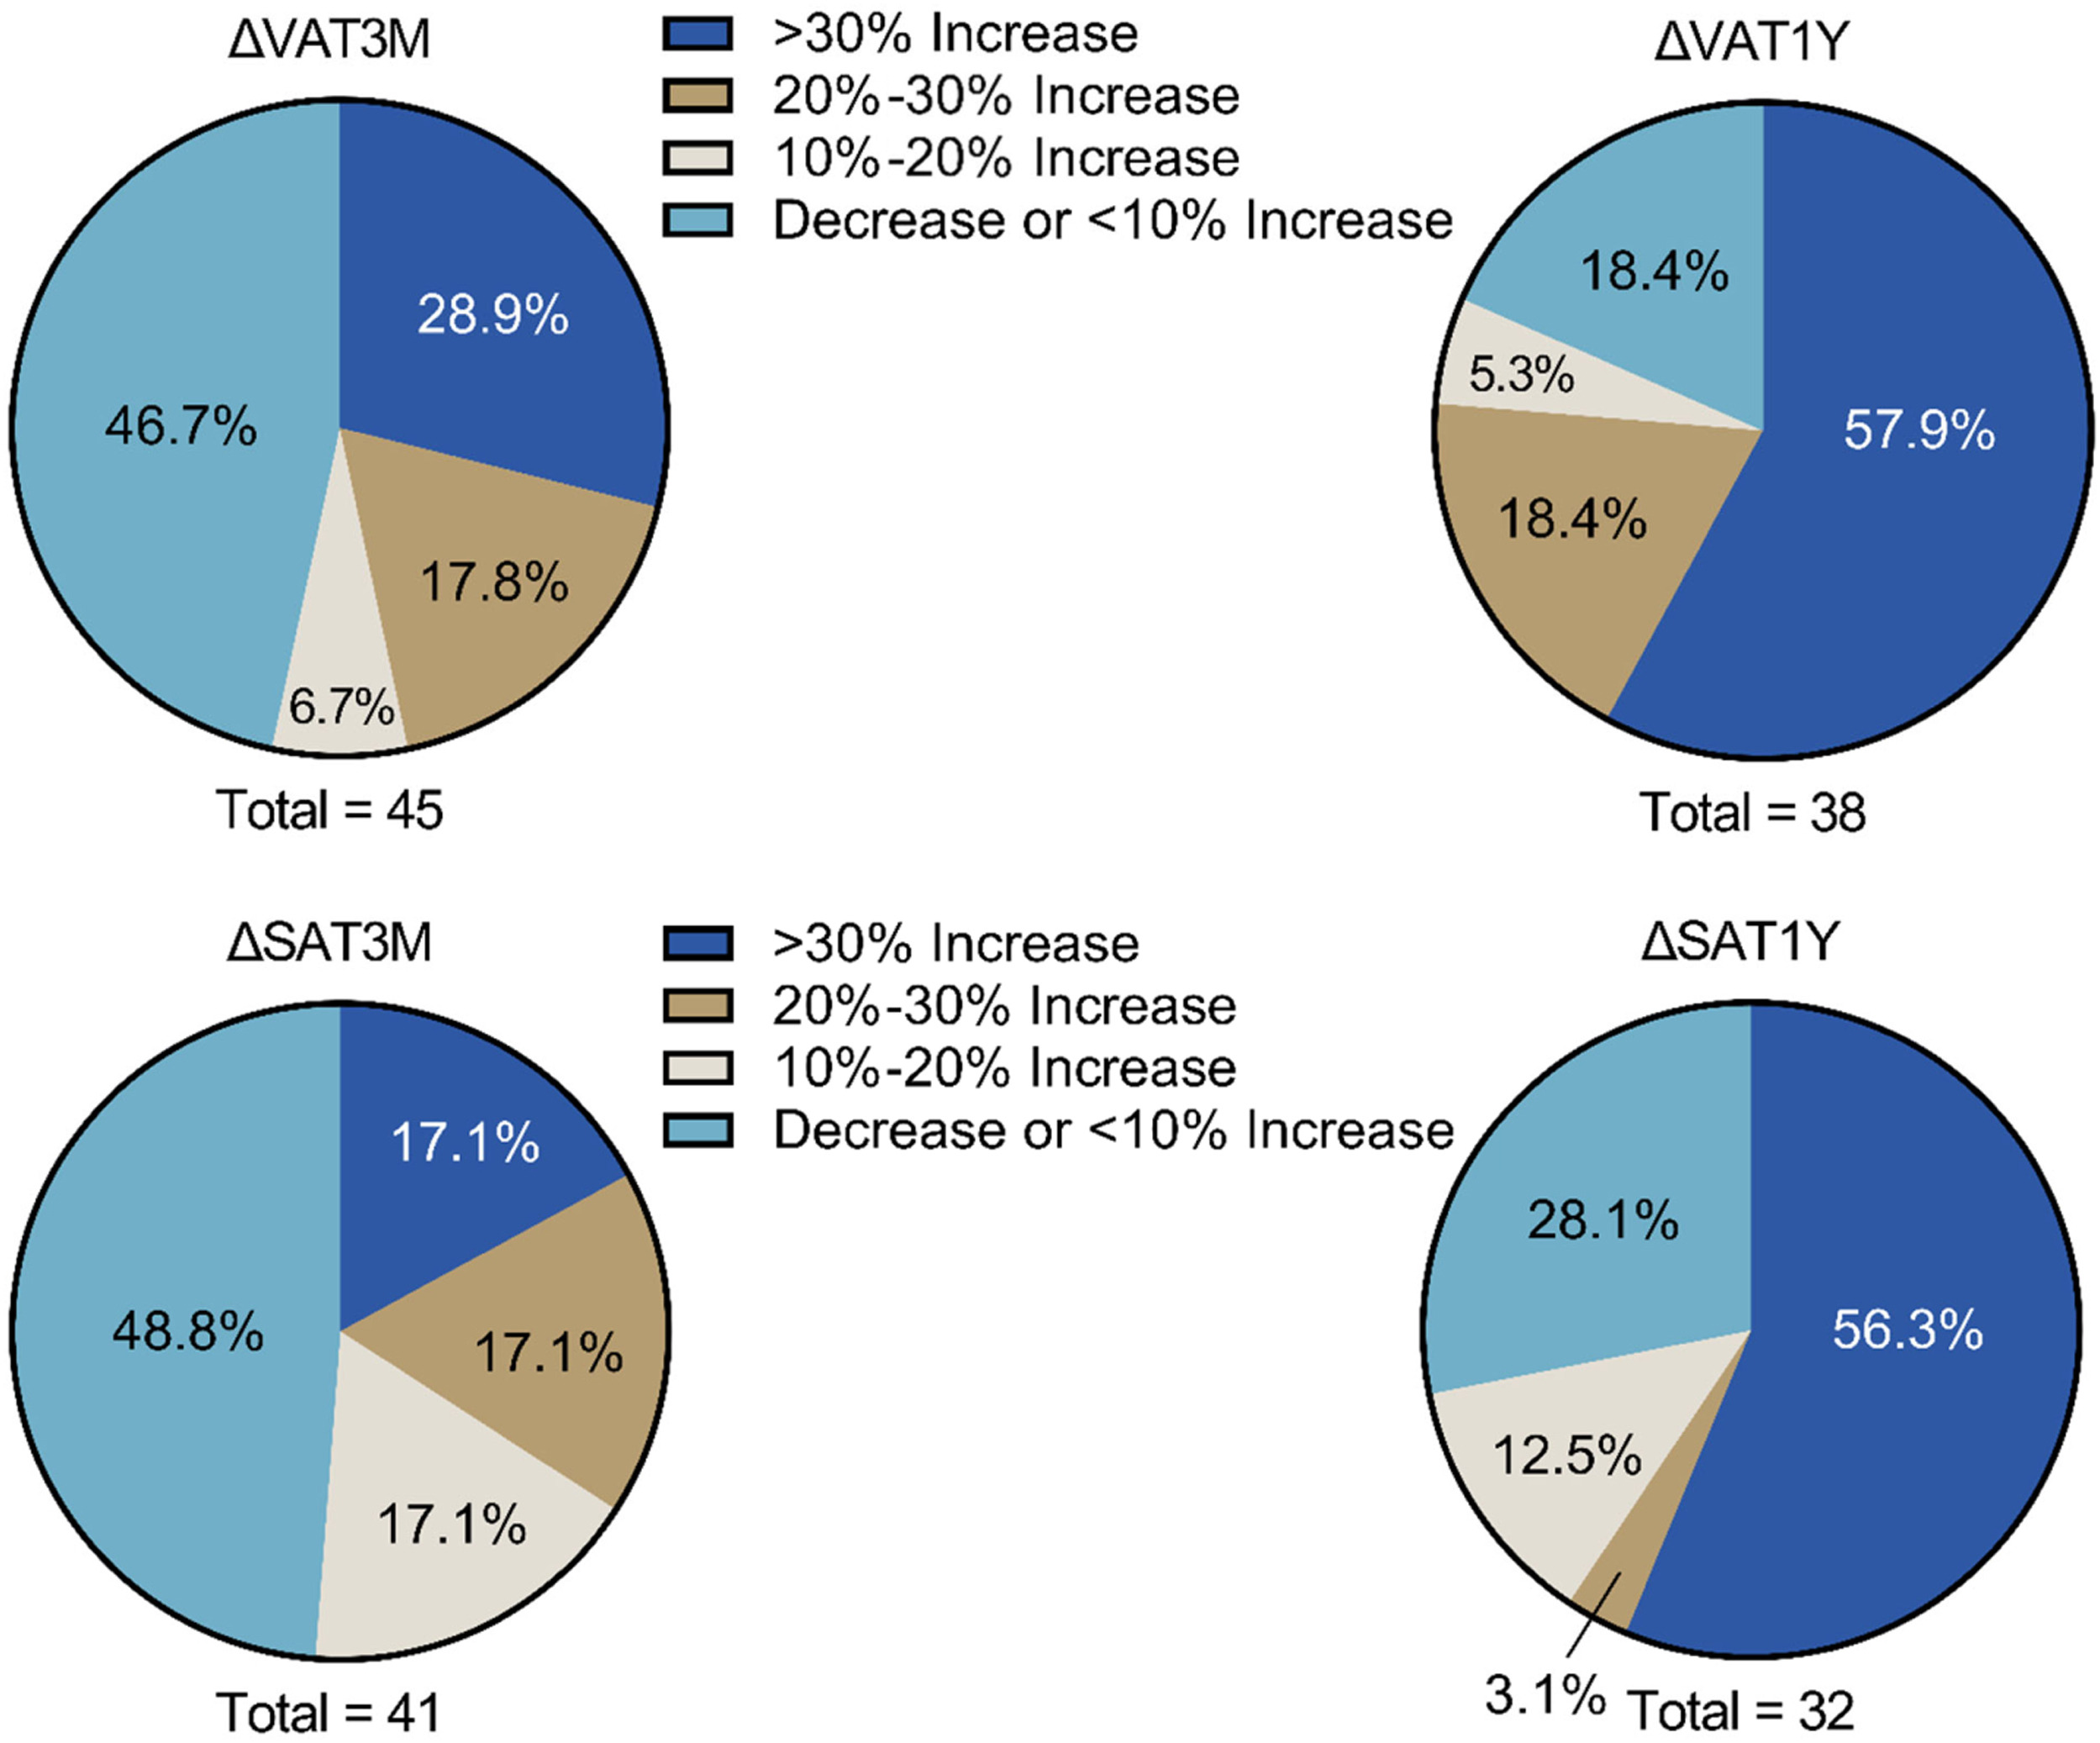 ΔVAT3M
>30% Increase
20%-30% Increase
10%-20% Increase
Decrease or <10% Increase
ΔVAT1Y
28.9%
17.8%
6.7%
46.7%
Total = 45
57.9%
18.4%
5.3%
18.4%
Total = 38
ΔSAT3M
>30% Increase
20%-30% Increase
10%-20% Increase
Decrease or <10% Increase
ΔSAT1Y
17.1%
17.1%
17.1%
48.8%
Total = 41
56.3%
3.1%
12.5%
28.1%
Total = 32